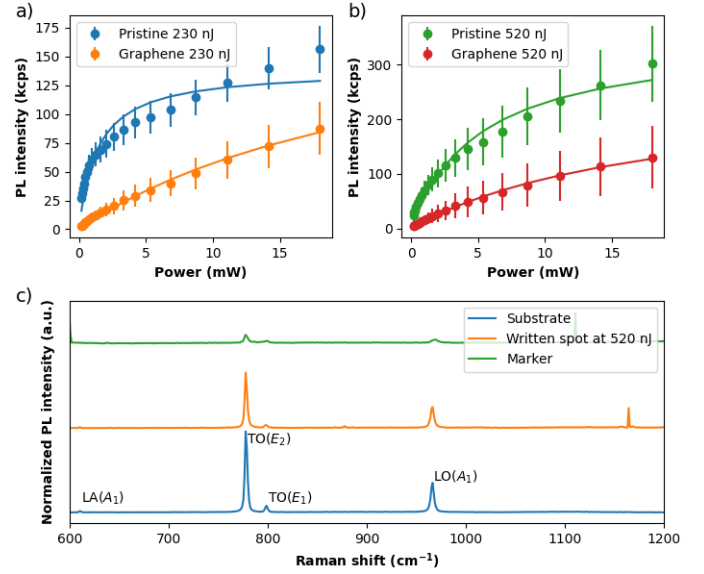 a)
b)
175
150
125
100
75
50
25
0
PL intensity (kcps)
Pristine 230 nJ
Graphene 230 nJ
0 5 10 15
Power (mW)
300
200
100
0
PL intensity (kcps)
Pristine 520 nJ
Graphene 520 nJ
0 5 10 15
Power (mW)
c)
Normalized PL intensity (a.u.)
Substrate
Written spot at 520 nJ
Marker
TO(E₂)
LA(A₁)
TO(E₁)
LO(A₁)
600 700 800 900 1000 1100 1200
Raman shift (cm⁻¹)